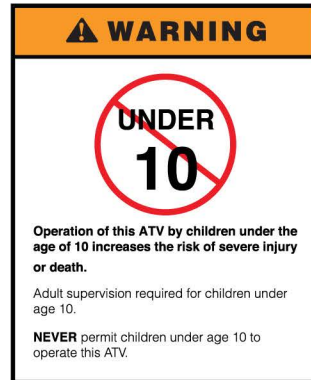 WARNING
UNDER
10
Operation of this ATV by children under the
age of 10 increases the risk of severe injury
or death.
Adult supervision required for children under
age 10.
NEVER permit children under age 10 to
operate this ATV.